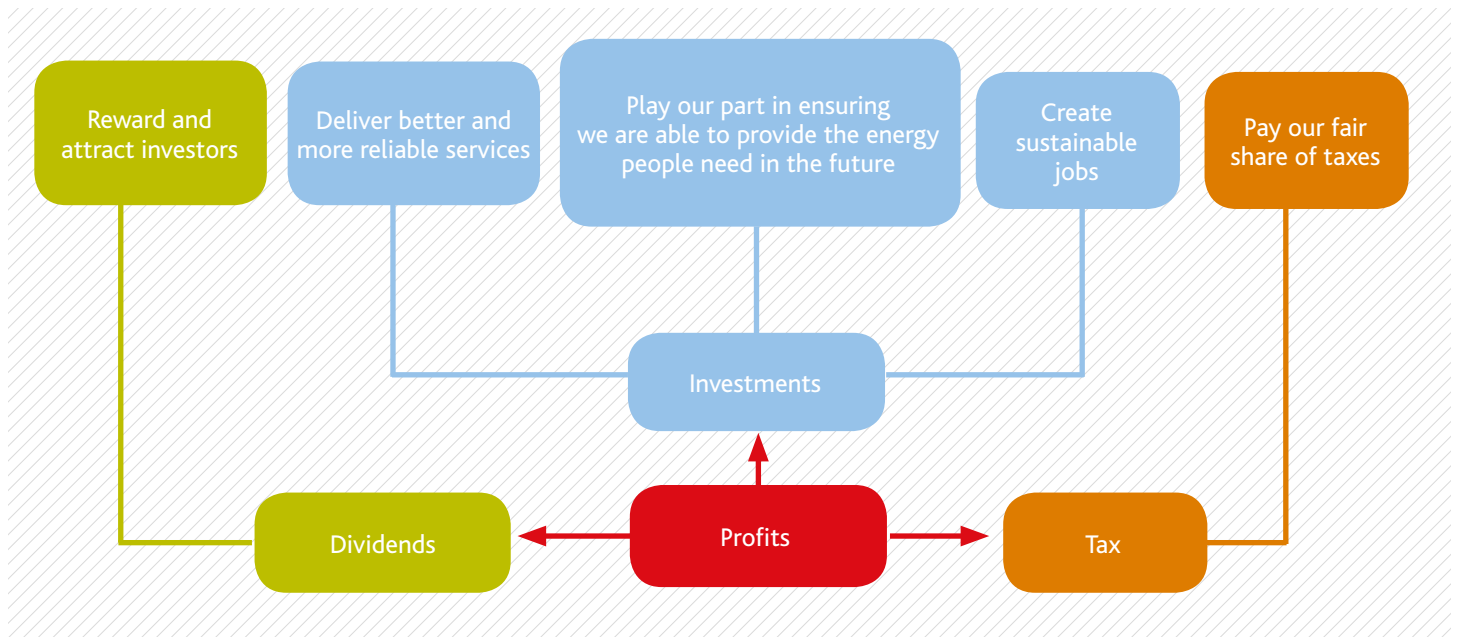 Reward and
attract investors
Deliver better and
more reliable services
Play our part in ensuring
we are able to provide the energy
people need in the future
Create
sustainable
jobs
Pay our fair
share of taxes
Investments
Dividends
Profits
Tax